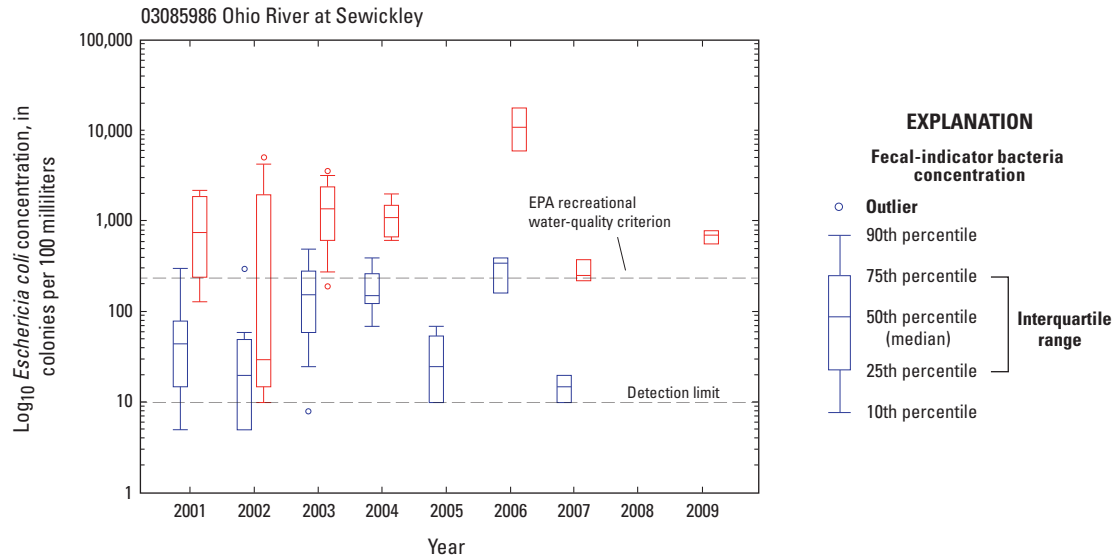 03085986 Ohio River at Sewickley
Log10 Eschericia coli concentration, in
colonies per 100 milliliters
100,000
10,000
1,000
100
10
1
EPA recreational
water-quality criterion
Detection limit
2001 2002 2003 2004 2005 2006 2007 2008 2009
Year
EXPLANATION
Fecal-indicator bacteria
concentration
Outlier
90th percentile
75th percentile
50th percentile
(median)
25th percentile
10th percentile
Interquartile
range